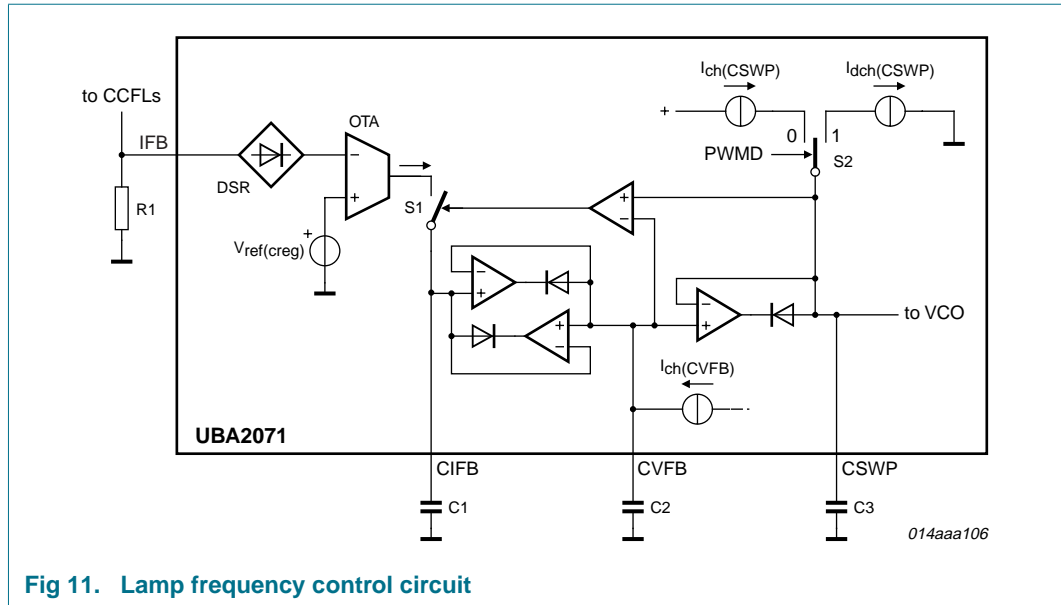 to CCFLs
IFB
R1
DSR
OTA
−
+
Vref(creg)
+
S1
Ich(CSWP)
Idch(CSWP)
+
0
1
PWMD
S2
+
−
−
+
+
−
−
+
to VCO
Ich(CVFB)
UBA2071
CIFB
CVFB
CSWP
C1
C2
C3
014aaa106
Fig 11. Lamp frequency control circuit